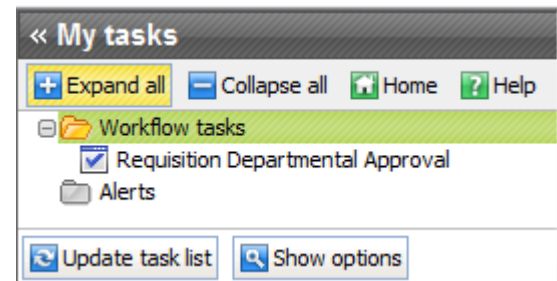 « My tasks
Expand all Collapse all Home Help
Workflow tasks
Requisition Departmental Approval
Alerts
Update task list Show options